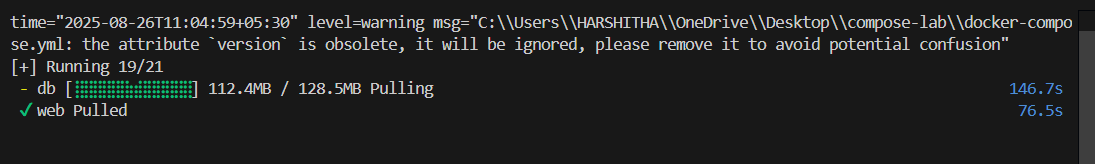 time="2025-08-26T11:04:59+05:30" level=warning msg="C:\\Users\\HARSHITHA\\OneDrive\\Desktop\\compose-lab\\docker-compo
se.yml: the attribute `version` is obsolete, it will be ignored, please remove it to avoid potential confusion"
[+] Running 19/21
 - db [⣿⣿⣿⣿⣿⣿⣿⣿⣿⣿⣿⣿] 112.4MB / 128.5MB Pulling 146.7s
 ✔ web Pulled 76.5s